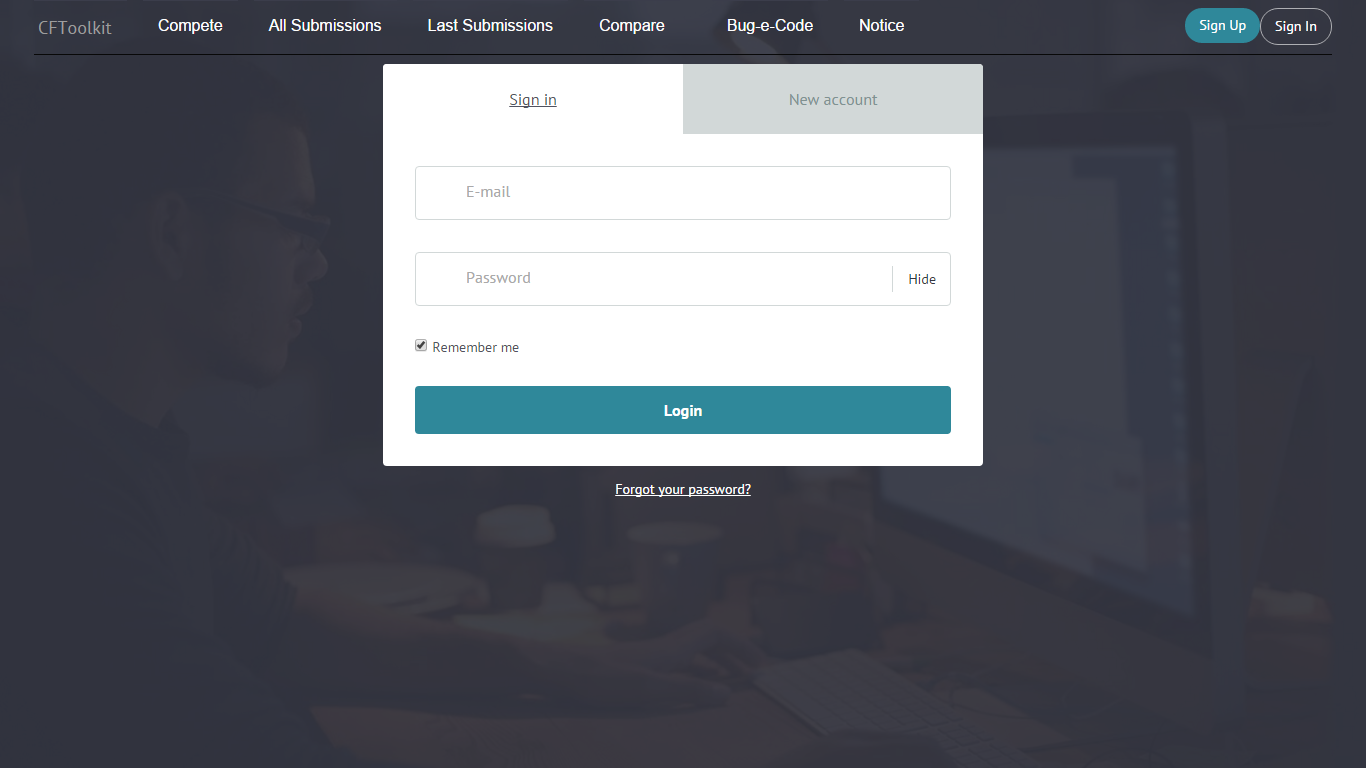 CFToolkit Compete All Submissions Last Submissions Compare Bug-e-Code Notice Sign Up Sign In
Sign in New account
E-mail
Password Hide
Remember me
Login
Forgot your password?